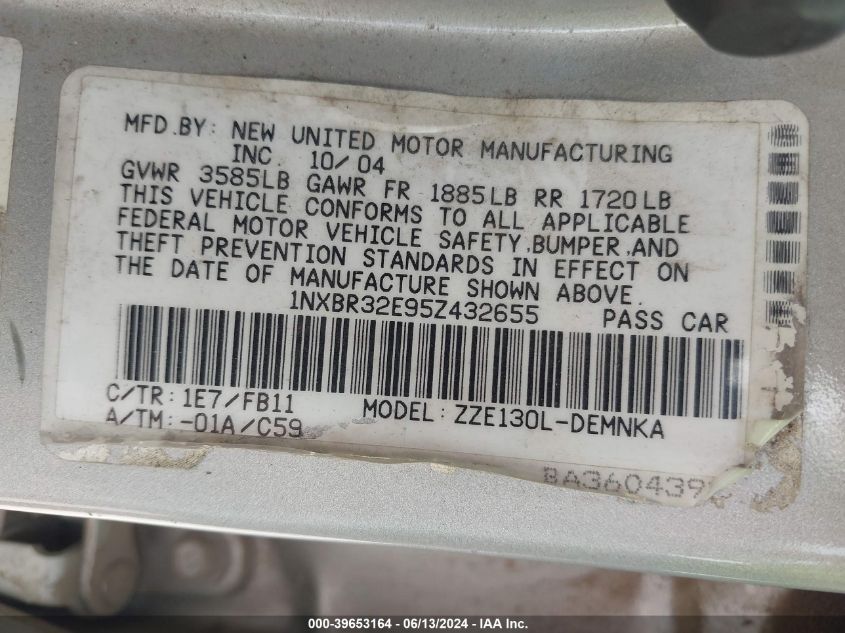 MFD.BY: NEW UNITED MOTOR MANUFACTURING
INC. 10/04
GVWR 3585LB GAWR FR 1885LB RR 1720LB
THIS VEHICLE CONFORMS TO ALL APPLICABLE
FEDERAL MOTOR VEHICLE SAFETY,BUMPER,AND
THEFT PREVENTION STANDARDS IN EFFECT ON
THE DATE OF MANUFACTURE SHOWN ABOVE.
1NXBR32E95Z432655 PASS CAR
C/TR: 1E7/FB11 MODEL: ZZE130L-DEMNKA
A/TM: -01A/C59
000-39653164 / 06/13/2024 - IAA Inc.